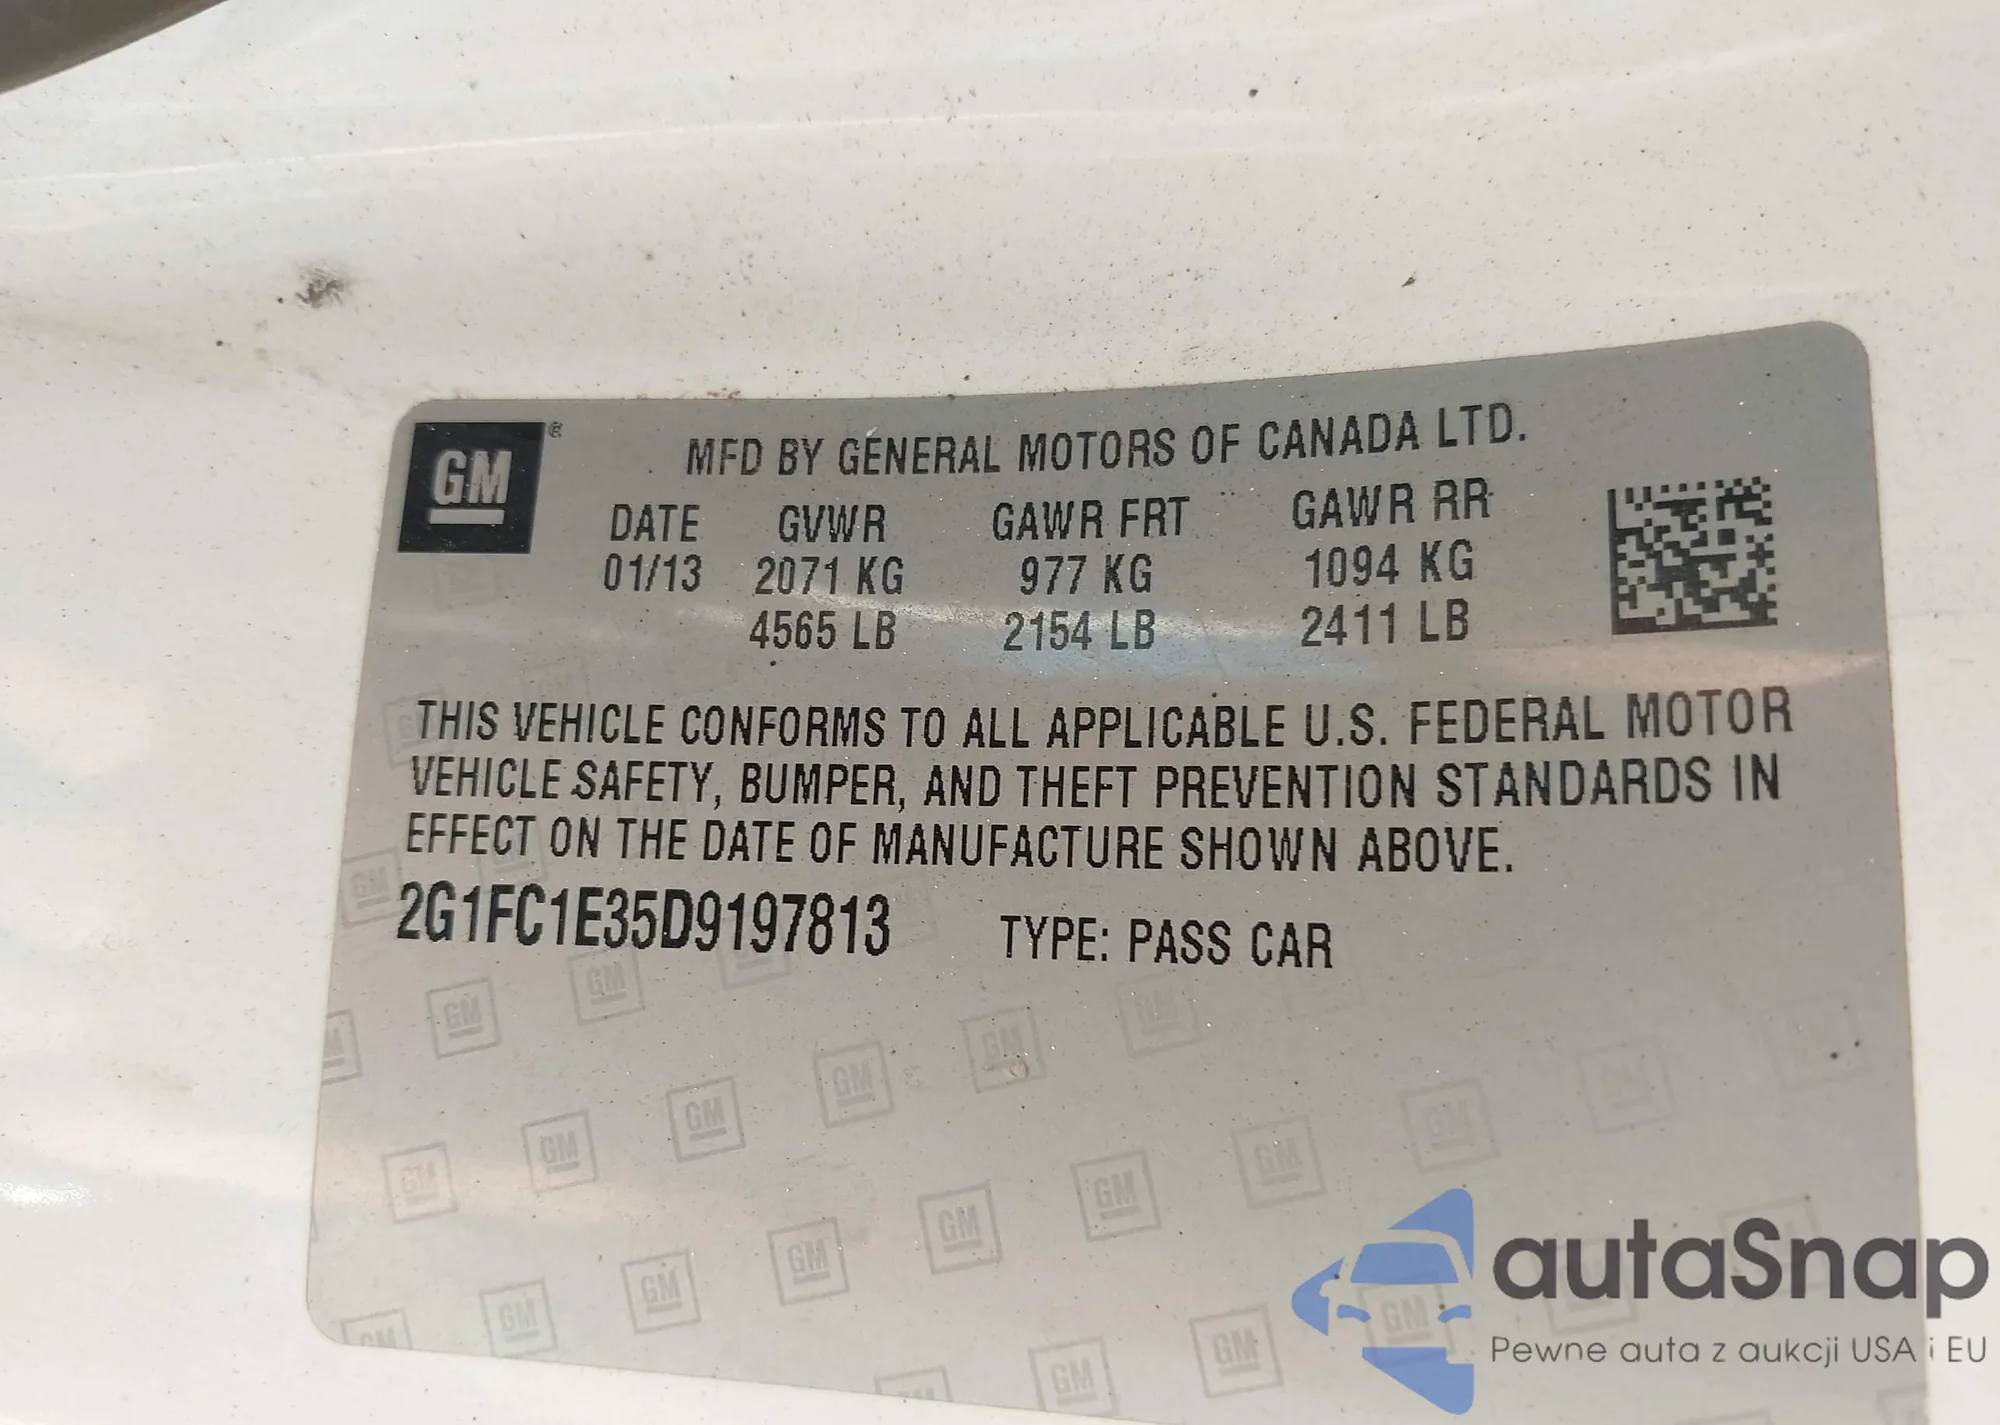 GM®
MFD BY GENERAL MOTORS OF CANADA LTD.
DATE GVWR GAWR FRT GAWR RR
01/13 2071 KG 977 KG 1094 KG
4565 LB 2154 LB 2411 LB
THIS VEHICLE CONFORMS TO ALL APPLICABLE U.S. FEDERAL MOTOR
VEHICLE SAFETY, BUMPER, AND THEFT PREVENTION STANDARDS IN
EFFECT ON THE DATE OF MANUFACTURE SHOWN ABOVE.
2G1FC1E35D9197813 TYPE: PASS CAR
autaSnap
Pewne auta z aukcji USA i EU